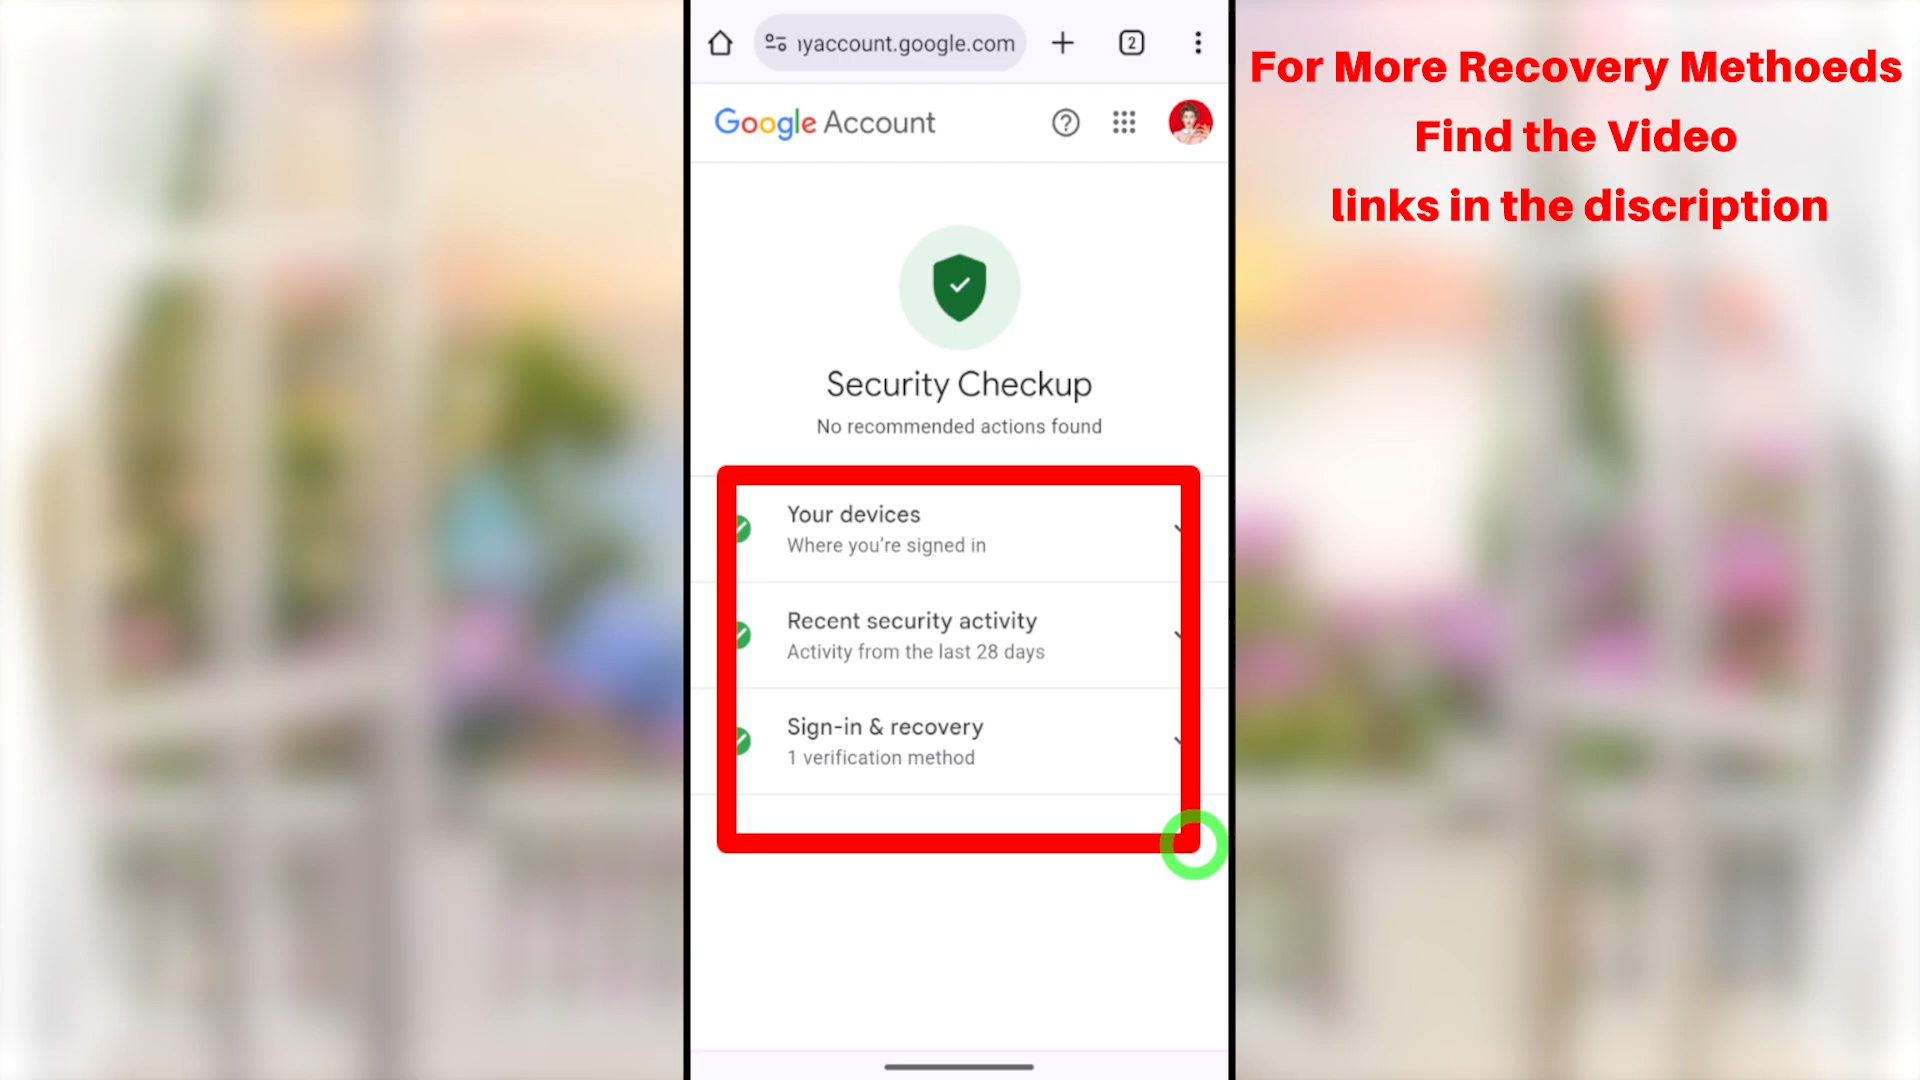 yaccount.google.com
2
Google Account
Security Checkup
No recommended actions found
Your devices
Where you're signed in
Recent security activity
Activity from the last 28 days
Sign-in & recovery
1 verification method
For More Recovery Methoeds
Find the Video
links in the discription